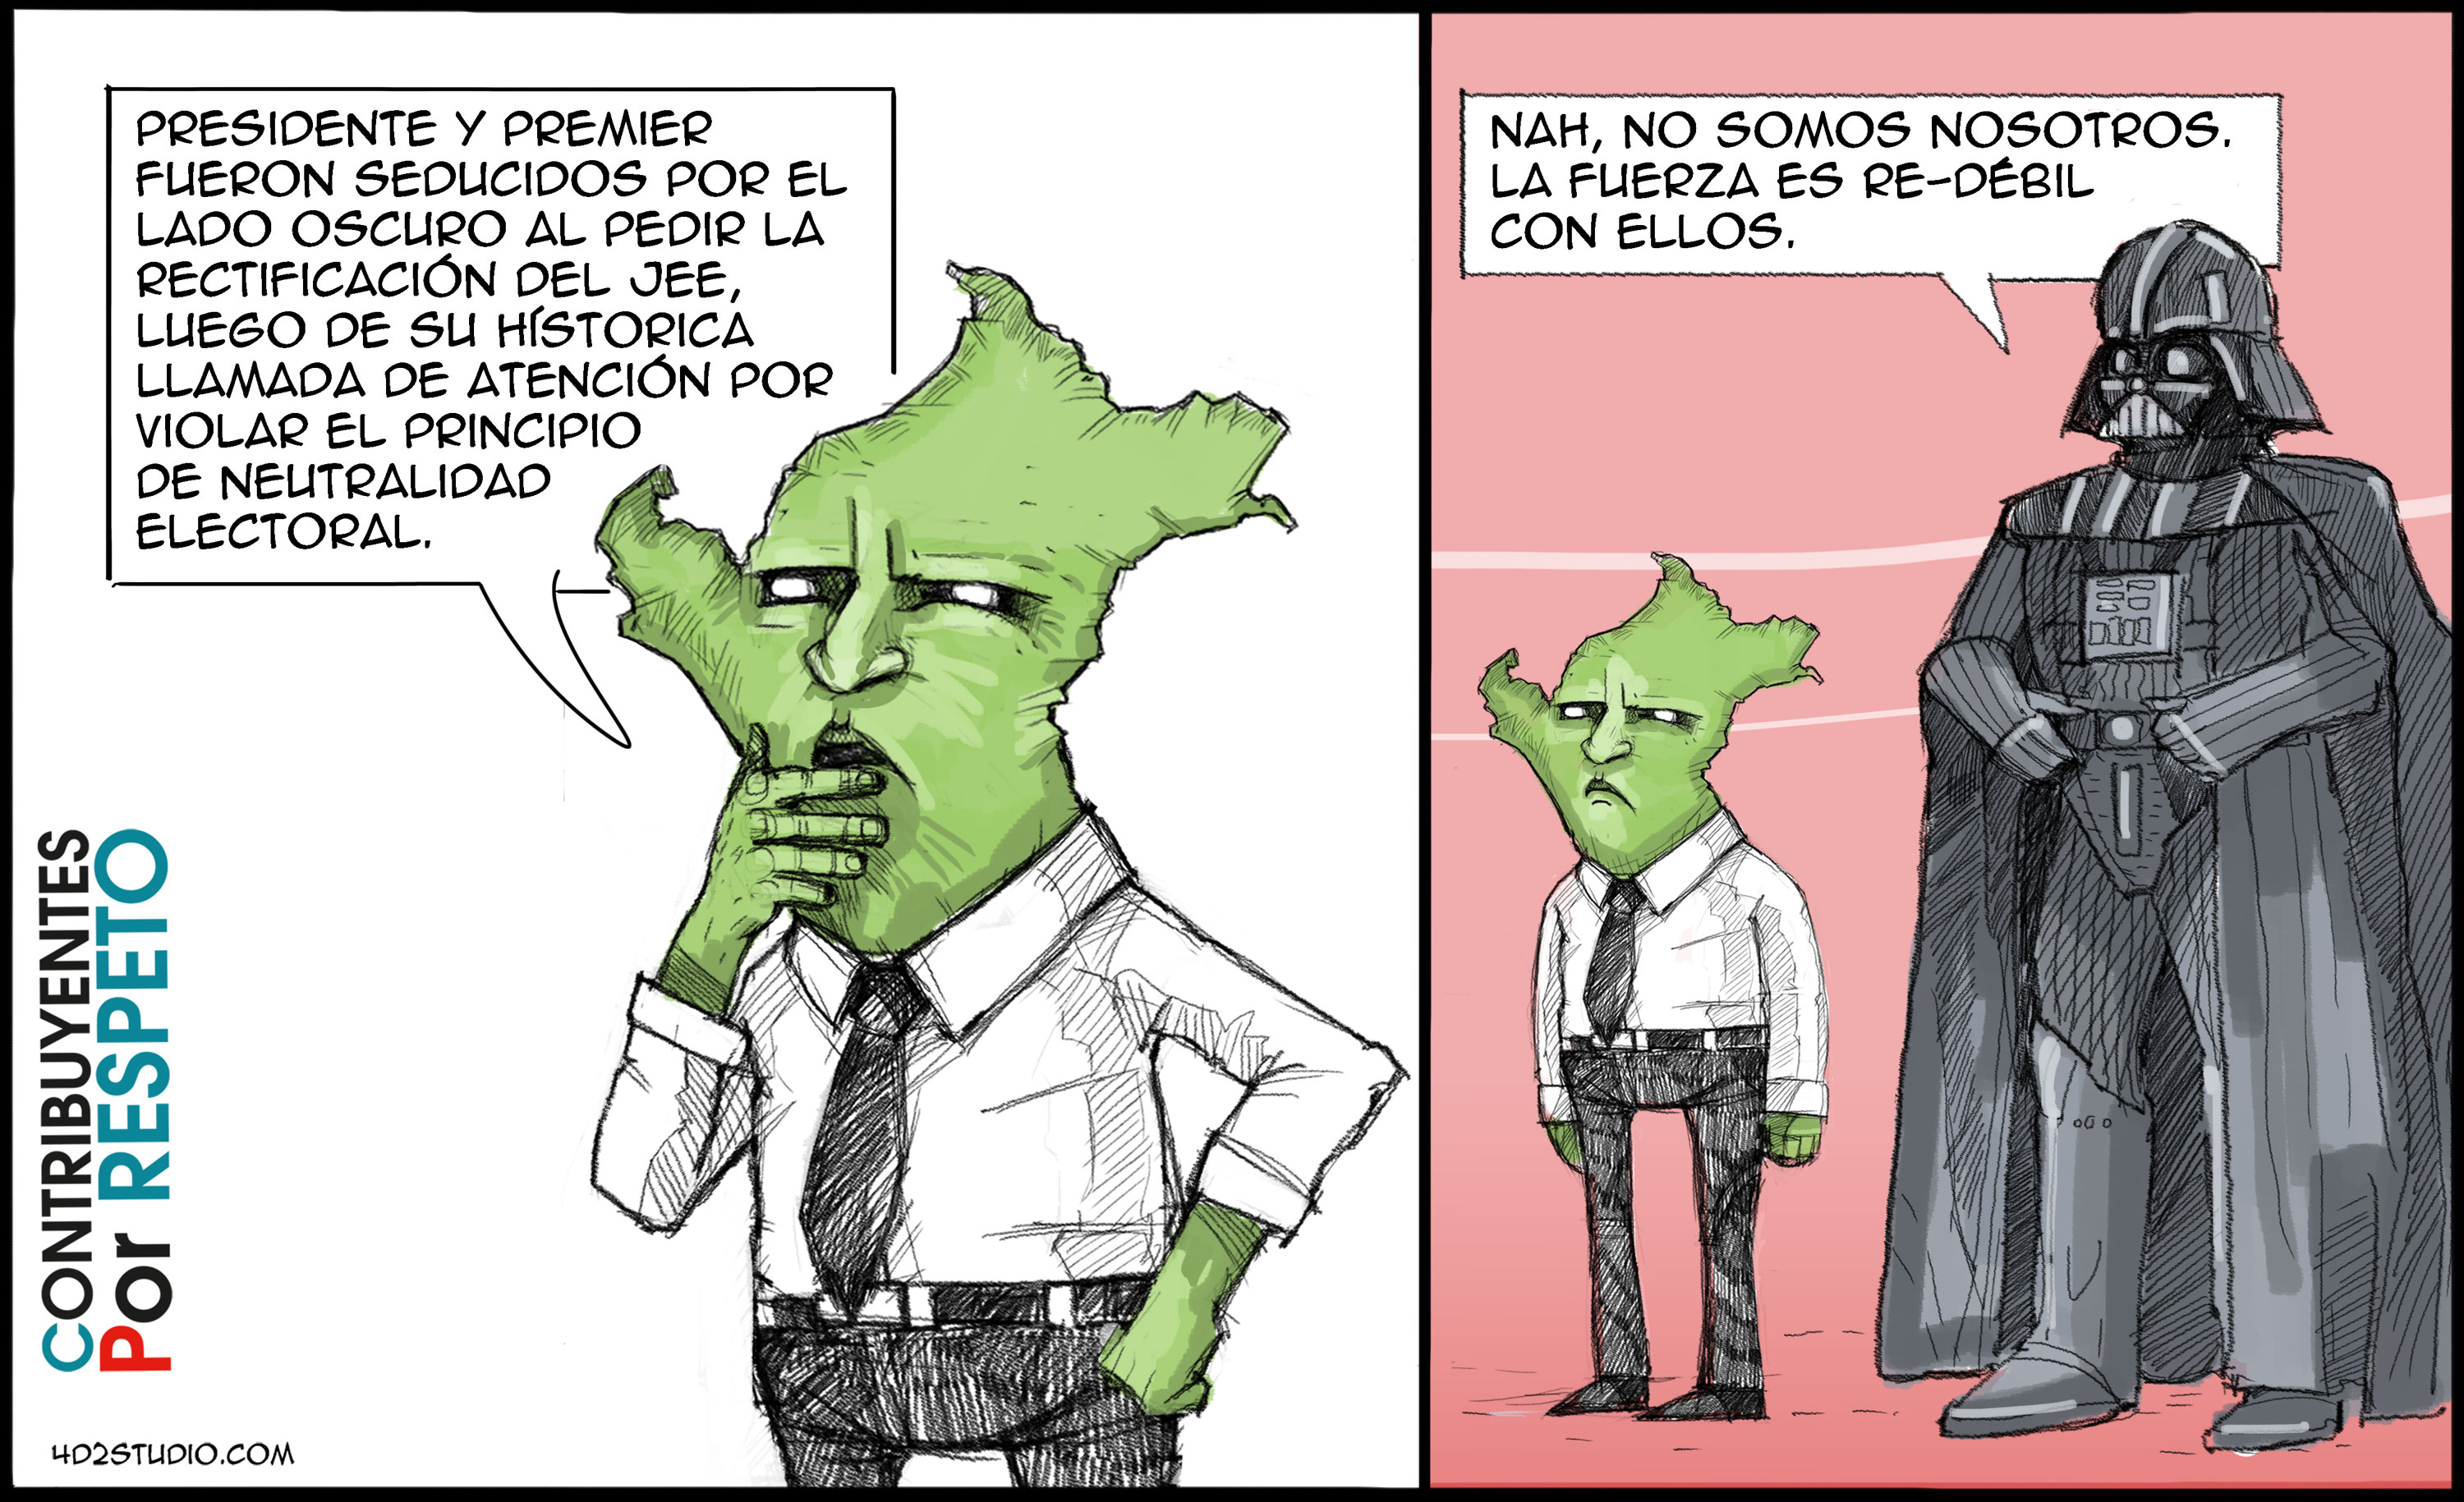 PRESIDENTE Y PREMIER
FUERON SEDUCIDOS POR EL
LADO OSCURO AL PEDIR LA
RECTIFICACIÓN DEL JEE,
LUEGO DE SU HÍSTORICA
LLAMADA DE ATENCIÓN POR
VIOLAR EL PRINCIPIO
DE NEUTRALIDAD
ELECTORAL.
NAH, NO SOMOS NOSOTROS.
LA FUERZA ES RE-DÉBIL
CON ELLOS.
CONTRIBUYENTES
Por RESPETO
4D2STUDIO.COM